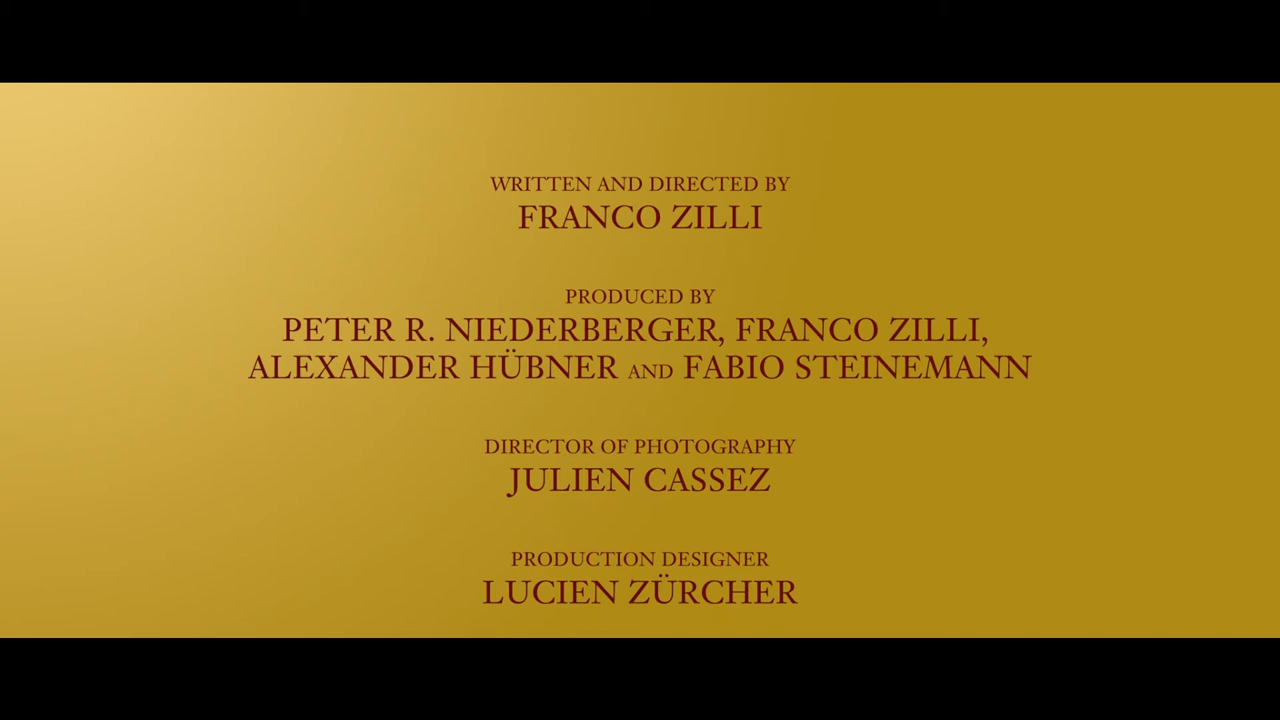 WRITTEN AND DIRECTED BY
FRANCO ZILLI
PRODUCED BY
PETER R. NIEDERBERGER, FRANCO ZILLI,
ALEXANDER HÜBNER AND FABIO STEINEMANN
DIRECTOR OF PHOTOGRAPHY
JULIEN CASSEZ
PRODUCTION DESIGNER
LUCIEN ZÜRCHER